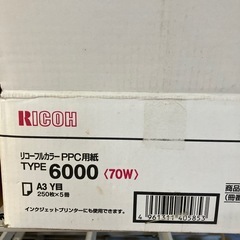 RICOH
リコーフルカラーPPC用紙
TYPE 6000 〈70W〉
A3 Y目
250枚×5冊
インクジェットプリンターにも使用できます。
商品